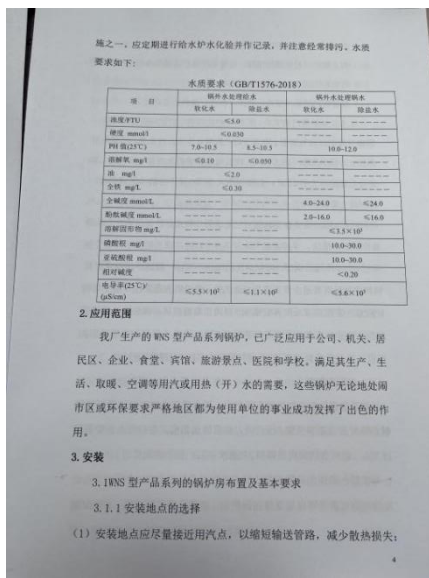 施之一，应定期进行给水炉水化验并作记录，并注意经常排污、水质
要求如下：
水质要求（GB/T1576-2018）
项 目 锅外水处理给水 锅外水处理锅水
软化水 除盐水 软化水 除盐水
浊度/FTU ≤5.0 ----- -----
硬度 mmol/l ≤0.030 ----- -----
PH 值(25℃) 7.0-10.5 8.5-10.5 10.0-12.0
溶解氧 mg/l ≤0.10 ≤0.050 ----- -----
油 mg/l ≤2.0 ----- -----
全铁 mg/L ≤0.30 ----- -----
全碱度 mmol/L ----- ----- 4.0-24.0 ≤24.0
酚酞碱度 mmol/L ----- ----- 2.0-16.0 ≤16.0
溶解固形物 mg/L ----- ----- ≤3.5×10³
磷酸根 mg/l ----- ----- 10.0-30.0
亚硫酸根 mg/l ----- ----- 10.0-30.0
相对碱度 ----- ----- <0.20
电导率(25℃)/
(μS/cm) ≤5.5×10² ≤1.1×10² ≤5.6×10³
2.应用范围
我厂生产的 WNS 型产品系列锅炉，已广泛应用于公司、机关、居
民区、企业、食堂、宾馆、旅游景点、医院和学校。满足其生产、生
活、取暖、空调等用汽或用热（开）水的需要，这些锅炉无论地处闹
市区或环保要求严格地区都为使用单位的事业成功发挥了出色的作
用。
3.安装
3.1WNS 型产品系列的锅炉房布置及基本要求
3.1.1 安装地点的选择
（1）安装地点应尽量接近用汽点，以缩短输送管路，减少散热损失;
4